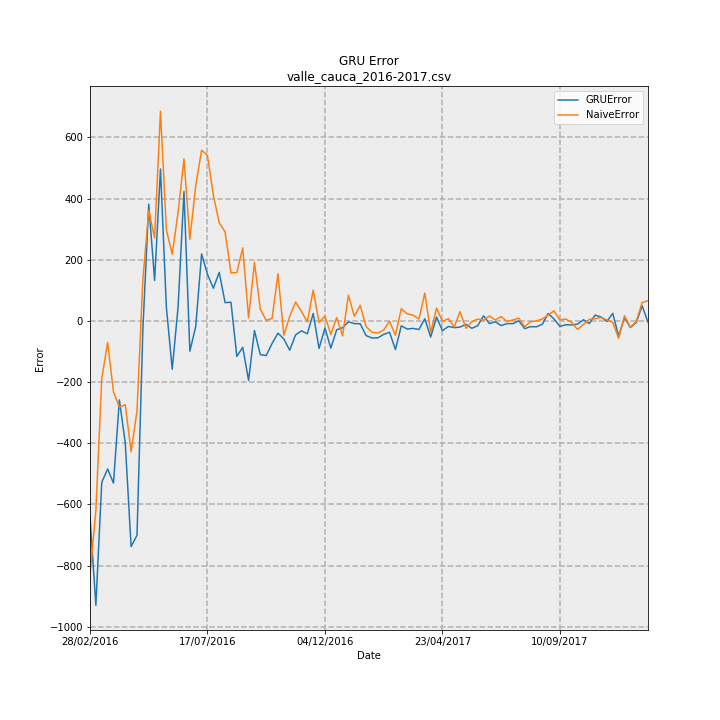 GRU Error
valle_cauca_2016-2017.csv
GRUError
NaiveError
600
400
200
0
−200
−400
−600
−800
−1000
Error
28/02/2016
17/07/2016
04/12/2016
23/04/2017
10/09/2017
Date